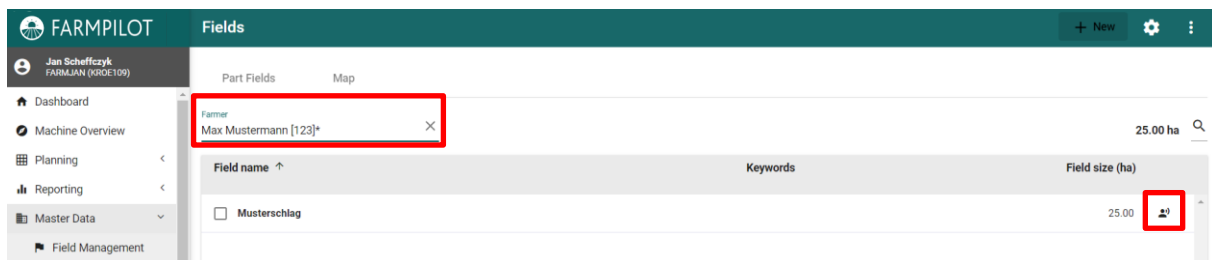 FARMPILOT
Fields
+ New
Jan Scheffczyk
FARMJAN (KROE109)
Part Fields Map
Dashboard
Machine Overview
Planning
Reporting
Master Data
Field Management
Farmer
Max Mustermann [123]*
25.00 ha
Field name Keywords Field size (ha)
Musterschlag 25.00